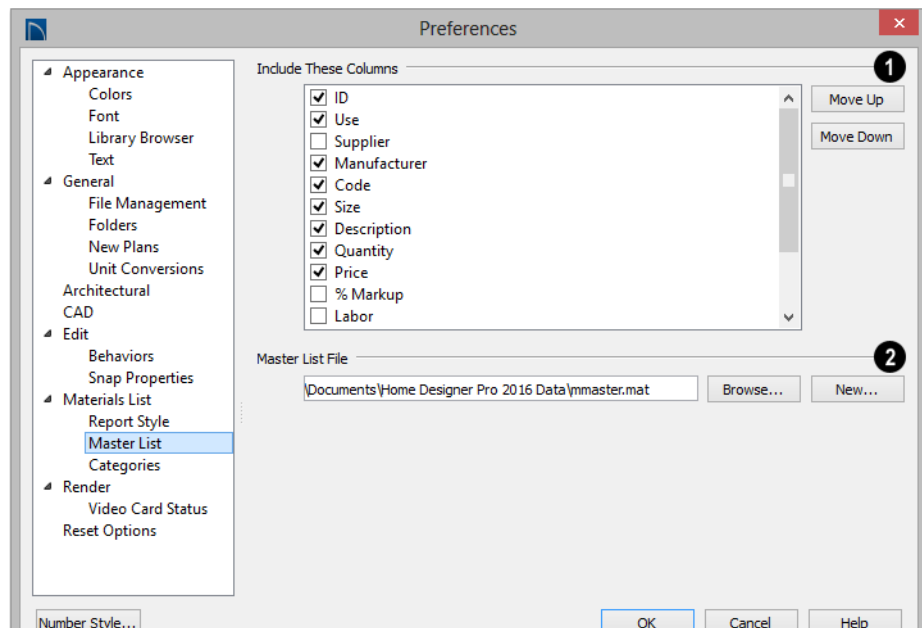 Preferences
Appearance
Colors
Font
Library Browser
Text
General
File Management
Folders
New Plans
Unit Conversions
Architectural
CAD
Edit
Behaviors
Snap Properties
Materials List
Report Style
Master List
Categories
Render
Video Card Status
Reset Options
Include These Columns
1
ID
Use
Supplier
Manufacturer
Code
Size
Description
Quantity
Price
% Markup
Labor
Move Up
Move Down
Master List File
2
\Documents\Home Designer Pro 2016 Data\mmaster.mat
Browse...
New...
Number Style...
OK
Cancel
Help